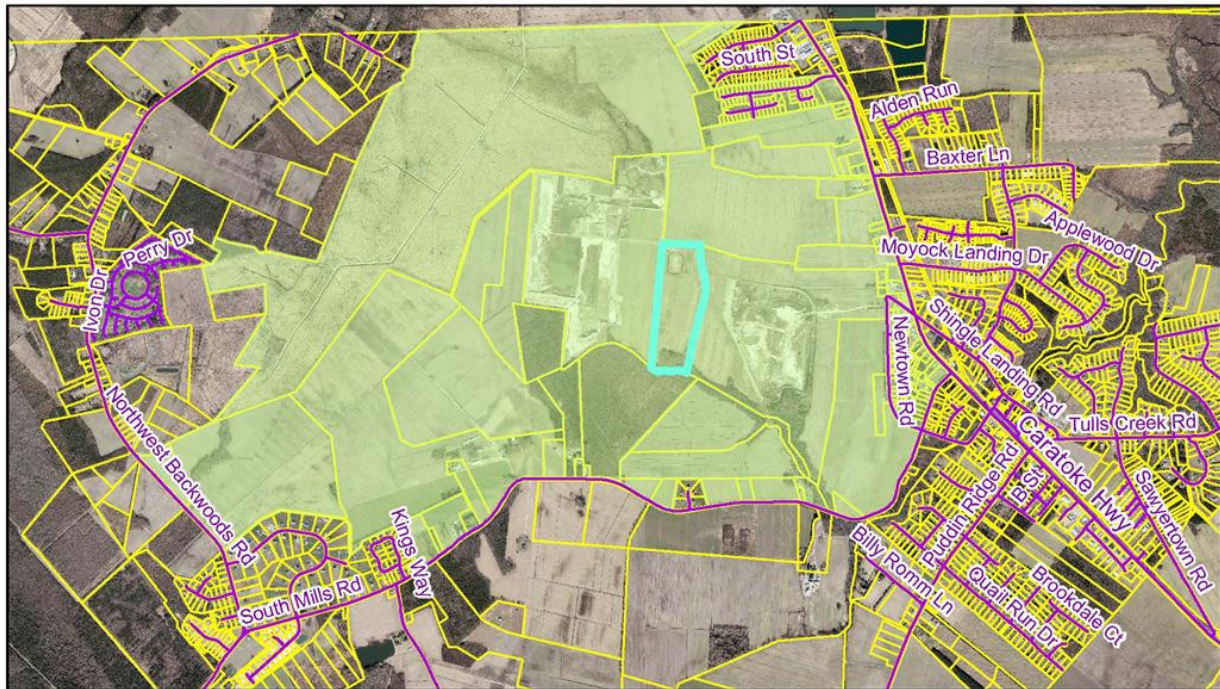 South St
Alden Run
Baxter Ln
Applewood Dr
Moyock Landing Dr
Perry Dr
Ivon Dr
Shingle Landing Rd
Newtown Rd
Tulls Creek Rd
Caratoke Hwy
Northwest Backwoods Rd
Puddin Ridge Rd
B St
Sawyertown Rd
Kings Way
Billy Romm Ln
South Mills Rd
Quail Run Dr
Brookdale Ct